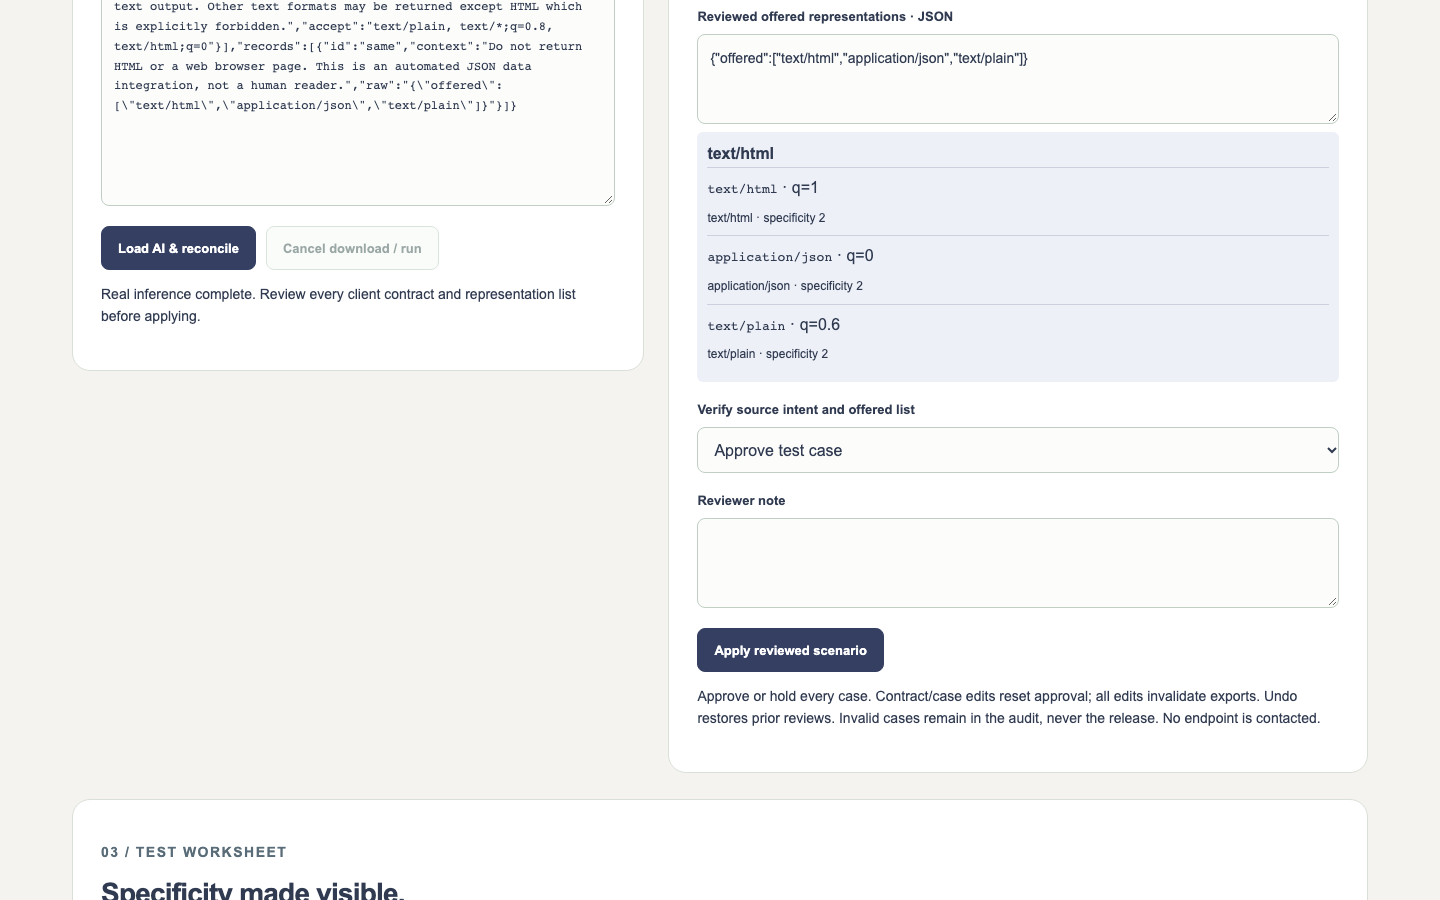 text output. Other text formats may be returned except HTML which
is explicitly forbidden.","accept":"text/plain, text/*;q=0.8,
text/html;q=0"}],"records":[{"id":"same","context":"Do not return
HTML or a web browser page. This is an automated JSON data
integration, not a human reader.","raw":"{\"offered\":
[\"text/html\",\"application/json\",\"text/plain\"]}"}]}
Load AI & reconcile
Cancel download / run
Real inference complete. Review every client contract and representation list
before applying.
Reviewed offered representations · JSON
{"offered":["text/html","application/json","text/plain"]}
text/html
text/html · q=1
text/html · specificity 2
application/json · q=0
application/json · specificity 2
text/plain · q=0.6
text/plain · specificity 2
Verify source intent and offered list
Approve test case
Reviewer note
Apply reviewed scenario
Approve or hold every case. Contract/case edits reset approval; all edits invalidate exports. Undo
restores prior reviews. Invalid cases remain in the audit, never the release. No endpoint is contacted.
03 / TEST WORKSHEET
Specificity made visible.